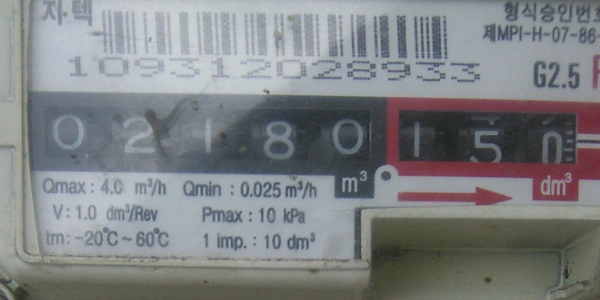 자·텍
형식승인번호
제MPI-H-07-86-
109312028933
G2.5
02180 150
m³
dm³
Qmax : 4.0 m³/h Qmin : 0.025 m³/h
V : 1.0 dm³/Rev Pmax : 10 kPa
tm: -20℃ ~ 60℃ 1 imp. : 10 dm³